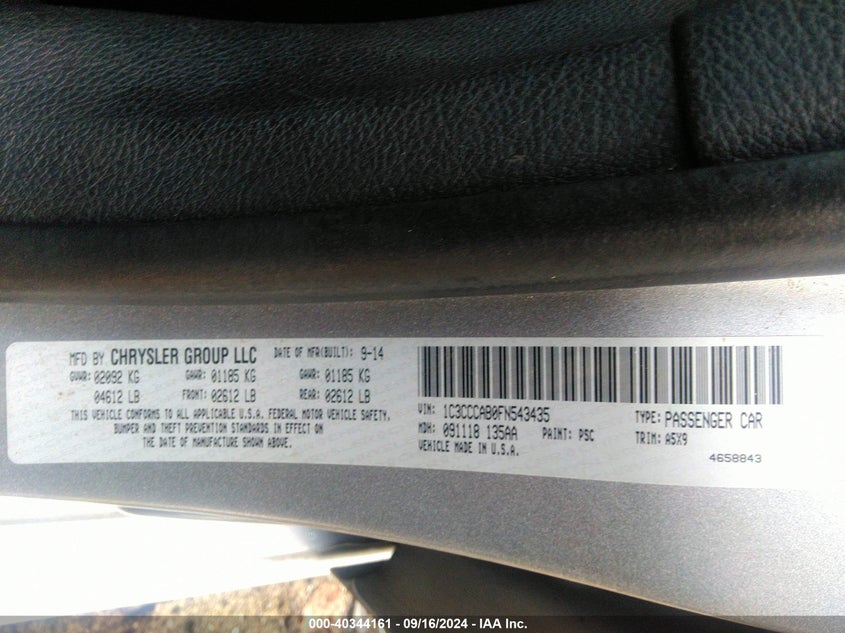 MFD BY CHRYSLER GROUP LLC DATE OF MFR(BUILT): 9-14
GVWR: 02092 KG GAWR: 01185 KG GAWR: 01185 KG
04612 LB FRONT: 02612 LB REAR: 02612 LB
THIS VEHICLE CONFORMS TO ALL APPLICABLE U.S.A. FEDERAL MOTOR VEHICLE SAFETY,
BUMPER AND THEFT PREVENTION STANDARDS IN EFFECT ON
THE DATE OF MANUFACTURE SHOWN ABOVE.
VIN: 1C3CCCAB0FN543435 TYPE: PASSENGER CAR
MDH: 091118 135AA PAINT: PSC TRIM: A5X9
VEHICLE MADE IN U.S.A.
4658843
000-40344161 - 09/16/2024 - IAA Inc.